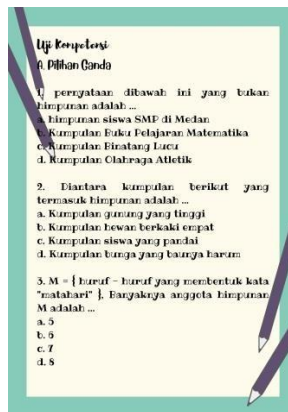 Uji Kompetensi
A. Pilihan Ganda
1. pernyataan dibawah ini yang bukan
himpunan adalah ...
a. himpunan siswa SMP di Medan
b. Kumpulan Buku Pelajaran Matematika
c. Kumpulan Binatang Lucu
d. Kumpulan Olahraga Atletik
2. Diantara kumpulan berikut yang
termasuk himpunan adalah ...
a. Kumpulan gunung yang tinggi
b. Kumpulan hewan berkaki empat
c. Kumpulan siswa yang pandai
d. Kumpulan bunga yang baunya harum
3. M = { huruf - huruf yang membentuk kata
"matahari" }, Banyaknya anggota himpunan
M adalah ...
a. 5
b. 6
c. 7
d. 8